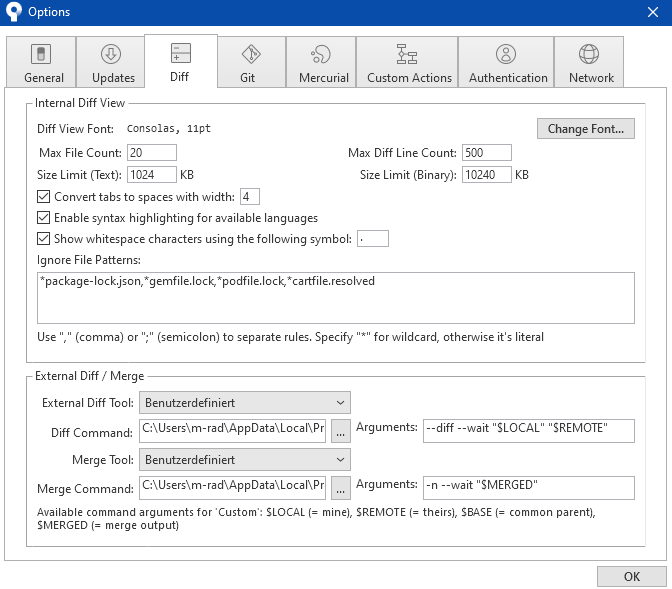 Options
General Updates Diff Git Mercurial Custom Actions Authentication Network
Internal Diff View
Diff View Font: Consolas, 11pt Change Font...
Max File Count: 20 Max Diff Line Count: 500
Size Limit (Text): 1024 KB Size Limit (Binary): 10240 KB
Convert tabs to spaces with width: 4
Enable syntax highlighting for available languages
Show whitespace characters using the following symbol: .
Ignore File Patterns:
*package-lock.json,*gemfile.lock,*podfile.lock,*cartfile.resolved
Use "," (comma) or ";" (semicolon) to separate rules. Specify "*" for wildcard, otherwise it's literal
External Diff / Merge
External Diff Tool: Benutzerdefiniert
Diff Command: C:\Users\m-rad\AppData\Local\Pr ... Arguments: --diff --wait "$LOCAL" "$REMOTE"
Merge Tool: Benutzerdefiniert
Merge Command: C:\Users\m-rad\AppData\Local\Pr ... Arguments: -n --wait "$MERGED"
Available command arguments for 'Custom': $LOCAL (= mine), $REMOTE (= theirs), $BASE (= common parent),
$MERGED (= merge output)
OK